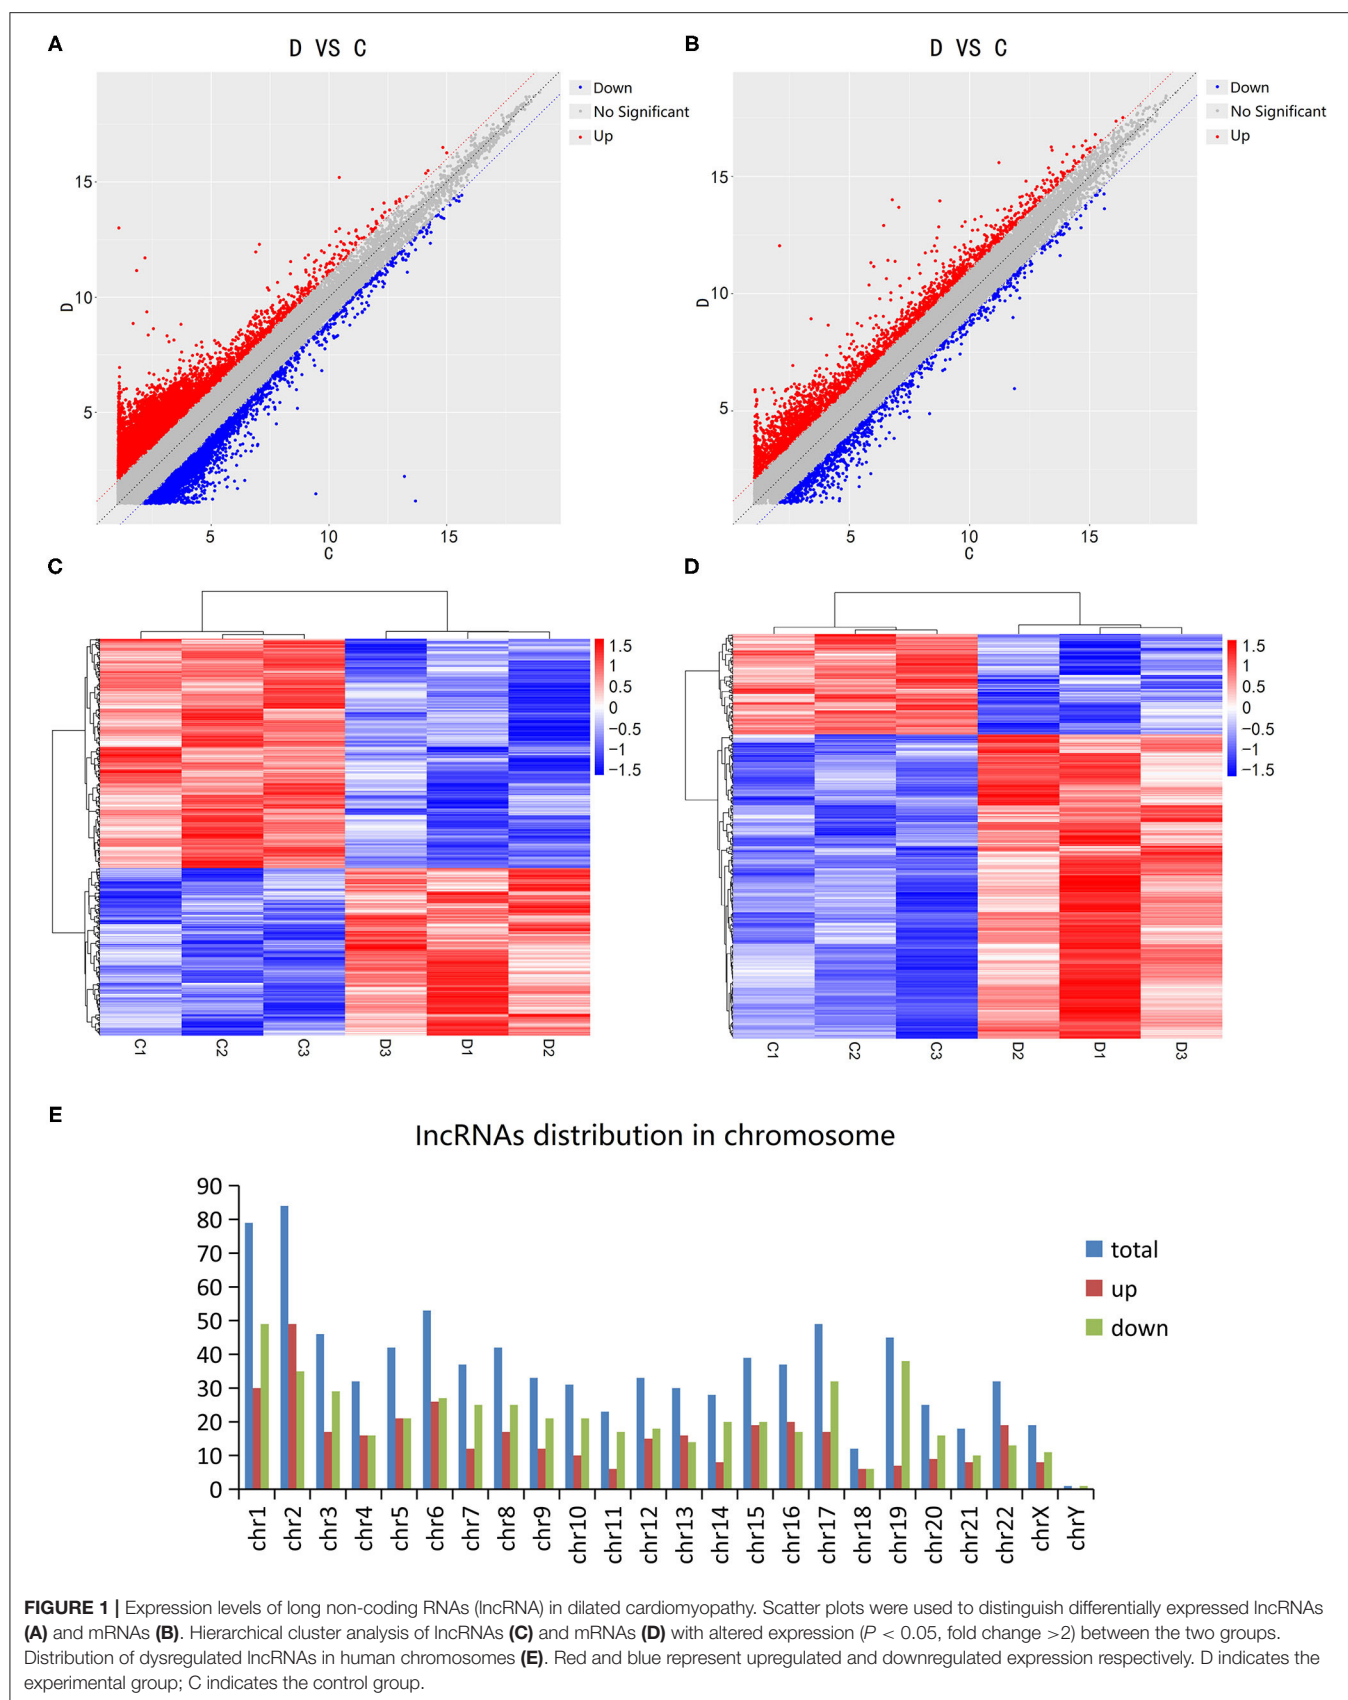 A
D VS C
Down
No Significant
Up
15
10
5
D
5
10
15
C
B
D VS C
Down
No Significant
Up
15
10
5
D
5
10
15
C
C
1.5
1
0.5
0
−0.5
−1
−1.5
C1
C2
C3
D3
D1
D2
D
1.5
1
0.5
0
−0.5
−1
−1.5
C1
C2
C3
D2
D1
D3
E
lncRNAs distribution in chromosome
90
80
70
60
50
40
30
20
10
0
total
up
down
chr1
chr2
chr3
chr4
chr5
chr6
chr7
chr8
chr9
chr10
chr11
chr12
chr13
chr14
chr15
chr16
chr17
chr18
chr19
chr20
chr21
chr22
chrX
chrY
FIGURE 1 | Expression levels of long non-coding RNAs (lncRNA) in dilated cardiomyopathy. Scatter plots were used to distinguish differentially expressed lncRNAs
(A) and mRNAs (B). Hierarchical cluster analysis of lncRNAs (C) and mRNAs (D) with altered expression (P < 0.05, fold change >2) between the two groups.
Distribution of dysregulated lncRNAs in human chromosomes (E). Red and blue represent upregulated and downregulated expression respectively. D indicates the
experimental group; C indicates the control group.